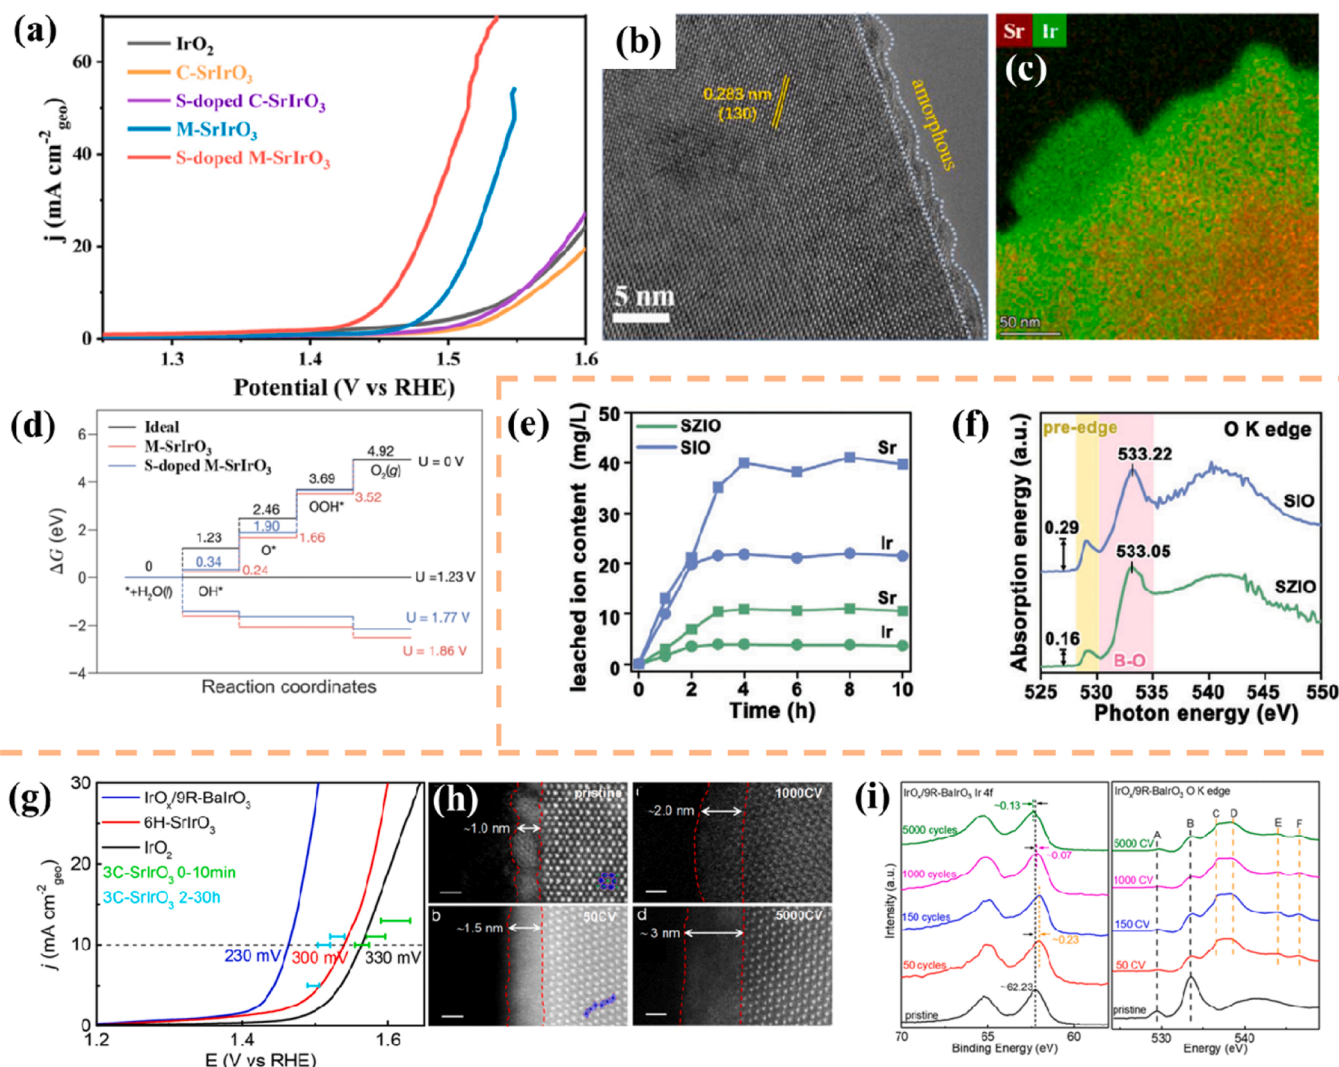 (a)
j (mA cm⁻²geo)
60
40
20
0
IrO₂
C-SrIrO₃
S-doped C-SrIrO₃
M-SrIrO₃
S-doped M-SrIrO₃
1.3
1.4
1.5
1.6
Potential (V vs RHE)
(b)
0.283 nm
(130)
amorphous
5 nm
Sr Ir
(c)
50 nm
(d)
ΔG (eV)
6
4
2
0
−2
−4
Ideal
M-SrIrO₃
S-doped M-SrIrO₃
4.92
U = 0 V
O₂(g)
3.69
3.52
OOH*
2.46
1.90
1.66
O*
1.23
0.34
0.24
0
U =1.23 V
*+H₂O(l)
OH*
U = 1.77 V
U = 1.86 V
Reaction coordinates
(e)
leached ion content (mg/L)
50
40
30
20
10
0
SZIO
SIO
Sr
Ir
Sr
Ir
0
2
4
6
8
10
Time (h)
(f)
Absorption energy (a.u.)
pre-edge
O K edge
533.22
SIO
0.29
533.05
SZIO
0.16
B-O
525
530
535
540
545
550
Photon energy (eV)
(g)
j (mA cm⁻²geo)
30
20
10
0
IrOₓ/9R-BaIrO₃
6H-SrIrO₃
IrO₂
3C-SrIrO₃ 0-10min
3C-SrIrO₃ 2-30h
230 mV
300 mV
330 mV
1.2
1.4
1.6
E (V vs RHE)
(h)
pristine
~1.0 nm
1000CV
~2.0 nm
b
50CV
~1.5 nm
d
5000CV
~ 3 nm
(i)
Intensity (a.u.)
IrOₓ/9R-BaIrO₃ Ir 4f
~0.13
5000 cycles
~0.07
1000 cycles
150 cycles
~0.23
50 cycles
~62.23
pristine
70
65
60
Binding Energy (eV)
IrOₓ/9R-BaIrO₃ O K edge
A
B
C
D
E
F
5000 CV
1000 CV
150 CV
50 CV
pristine
530
540
Energy (eV)